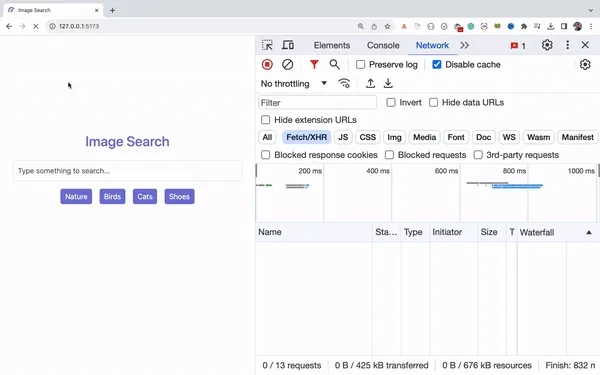 Image Search
127.0.0.1:5173
Image Search
Type something to search...
Nature Birds Cats Shoes
Elements Console Network 1
Preserve log Disable cache
No throttling
Filter Invert Hide data URLs
Hide extension URLs
All Fetch/XHR JS CSS Img Media Font Doc WS Wasm Manifest
Blocked response cookies Blocked requests 3rd-party requests
200 ms 400 ms 600 ms 800 ms 1000 ms
Name Sta... Type Initiator Size T Waterfall
0 / 13 requests 0 B / 425 kB transferred 0 B / 676 kB resources Finish: 832 m